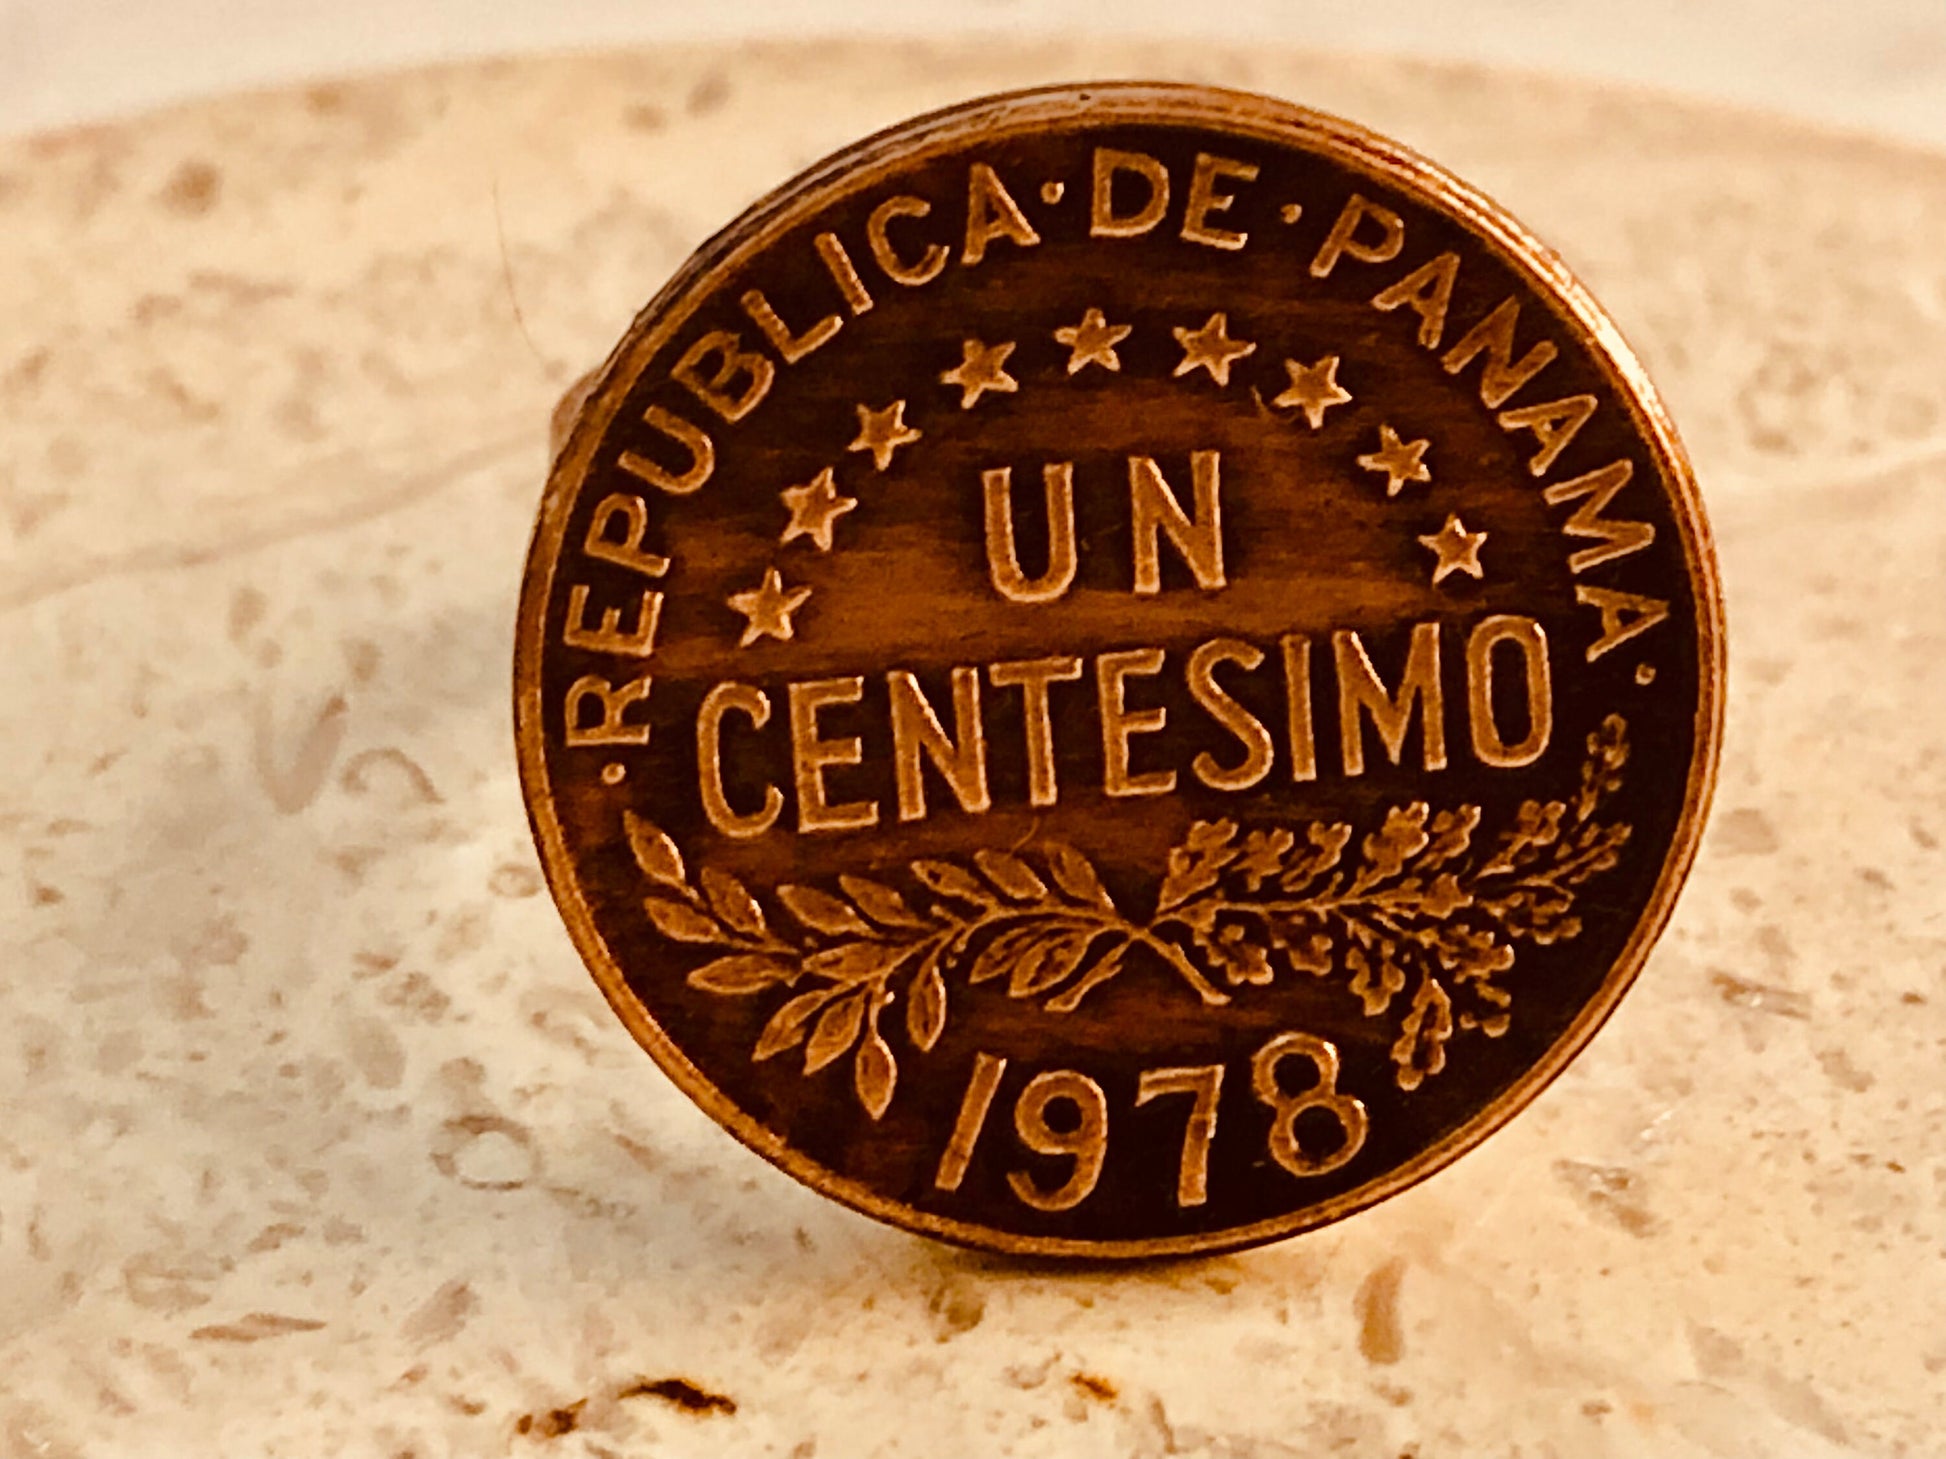 ·REPUBLICA·DE·PANAMA·
UN
CENTESIMO
1978